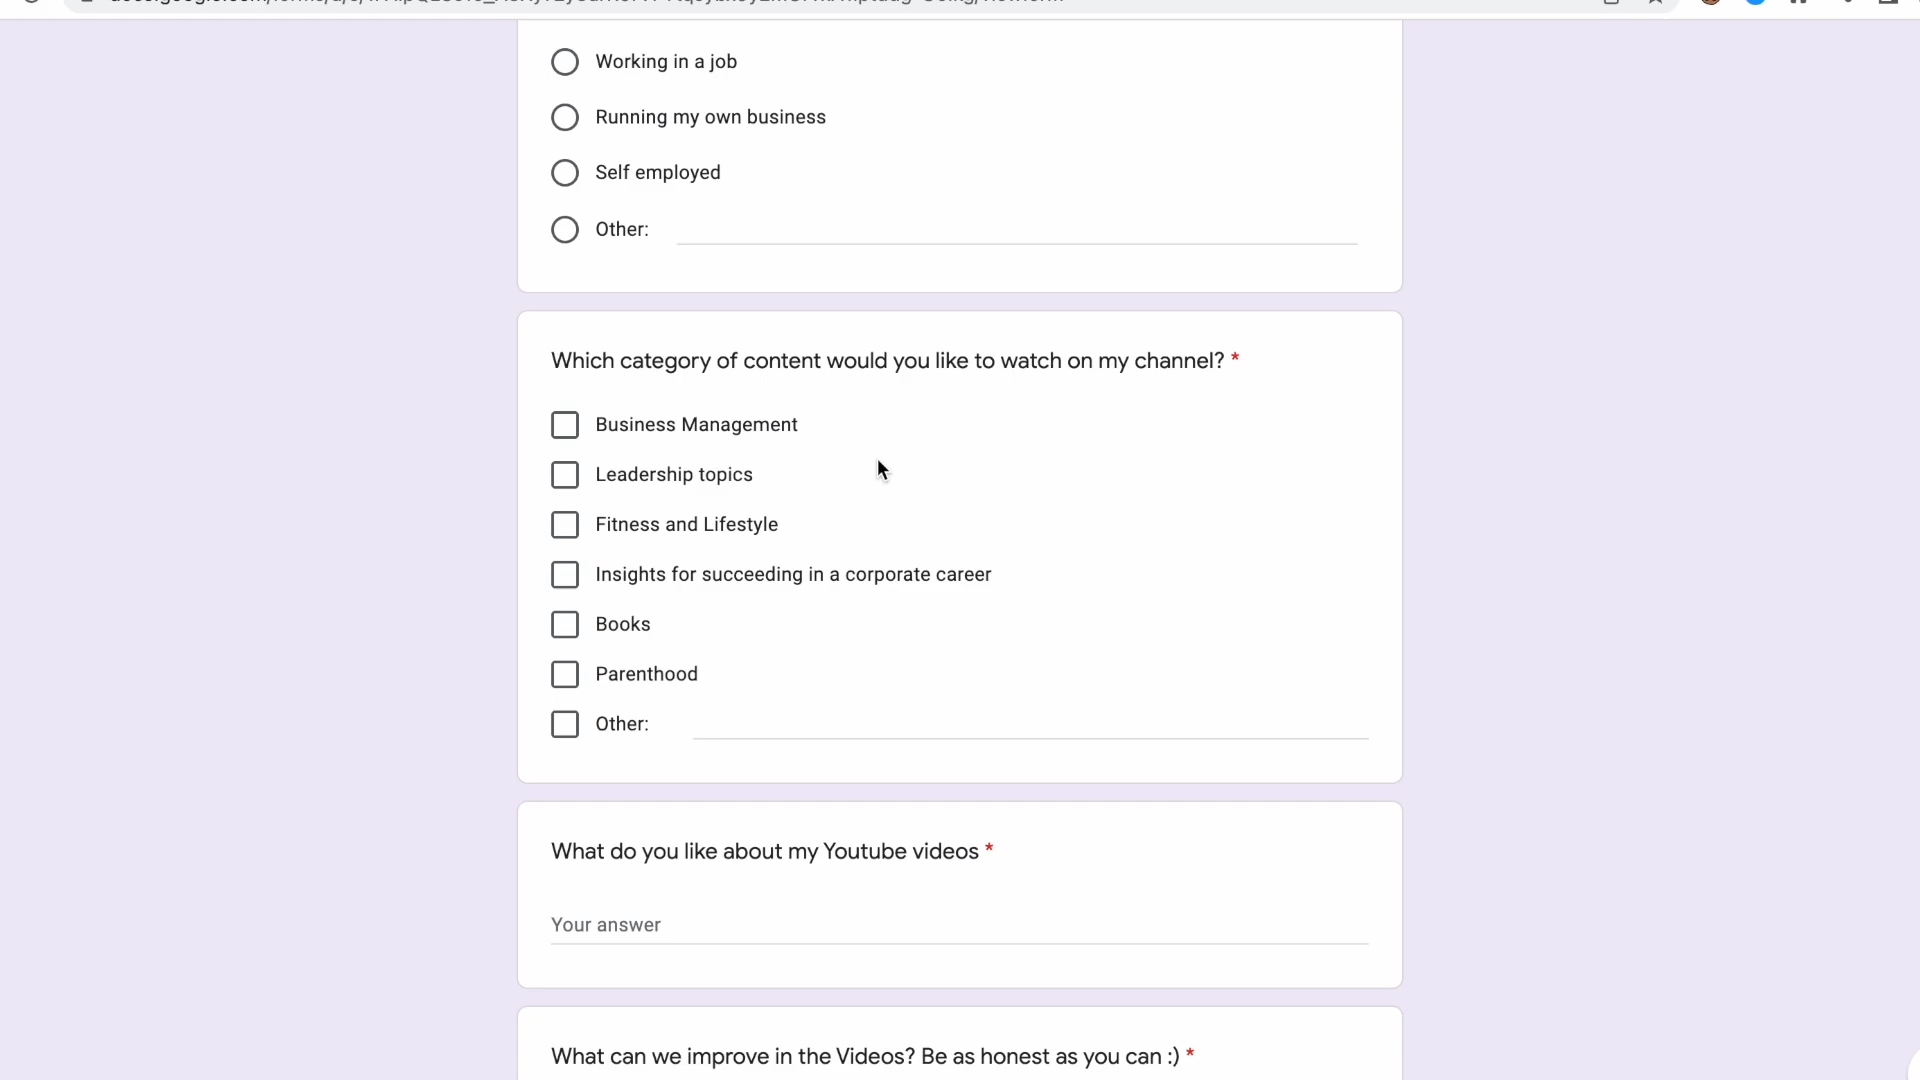 Working in a job
Running my own business
Self employed
Other:
Which category of content would you like to watch on my channel? *
Business Management
Leadership topics
Fitness and Lifestyle
Insights for succeeding in a corporate career
Books
Parenthood
Other:
What do you like about my Youtube videos *
Your answer
What can we improve in the Videos? Be as honest as you can :) *